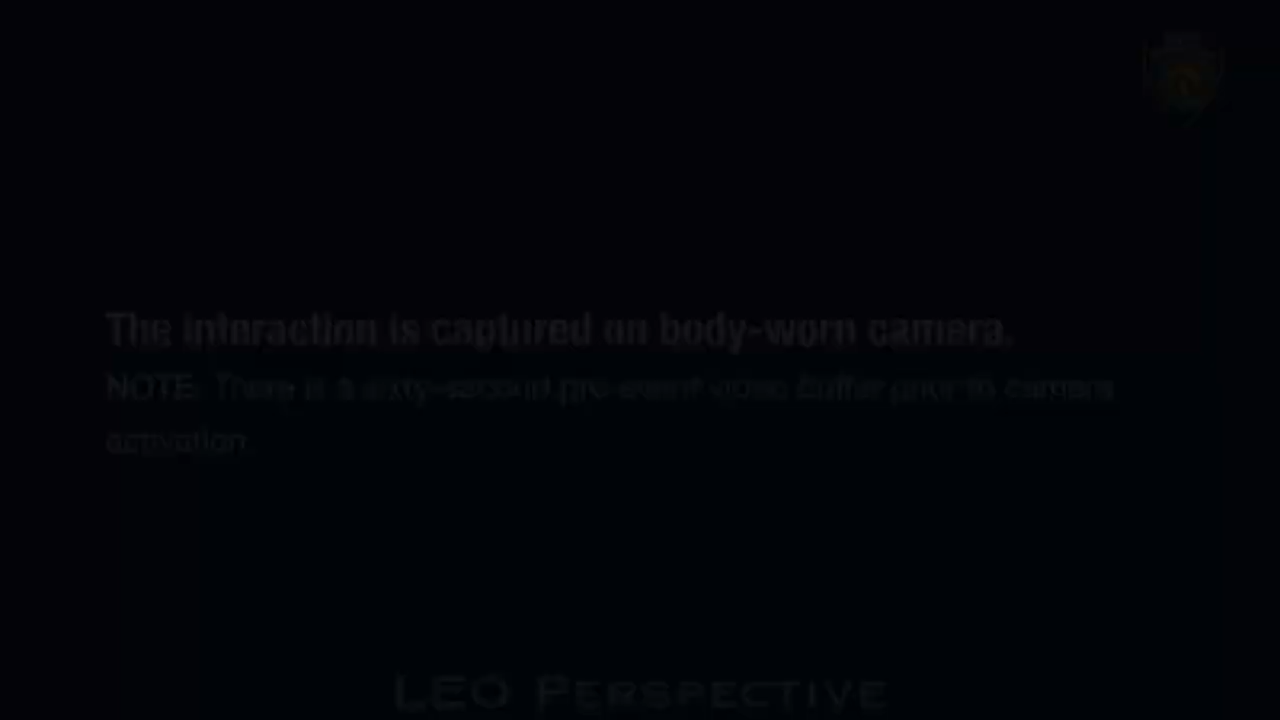 The interaction is captured on body-worn camera.
NOTE: There is a sixty-second pre-event video buffer prior to camera
activation.
LEO PERSPECTIVE